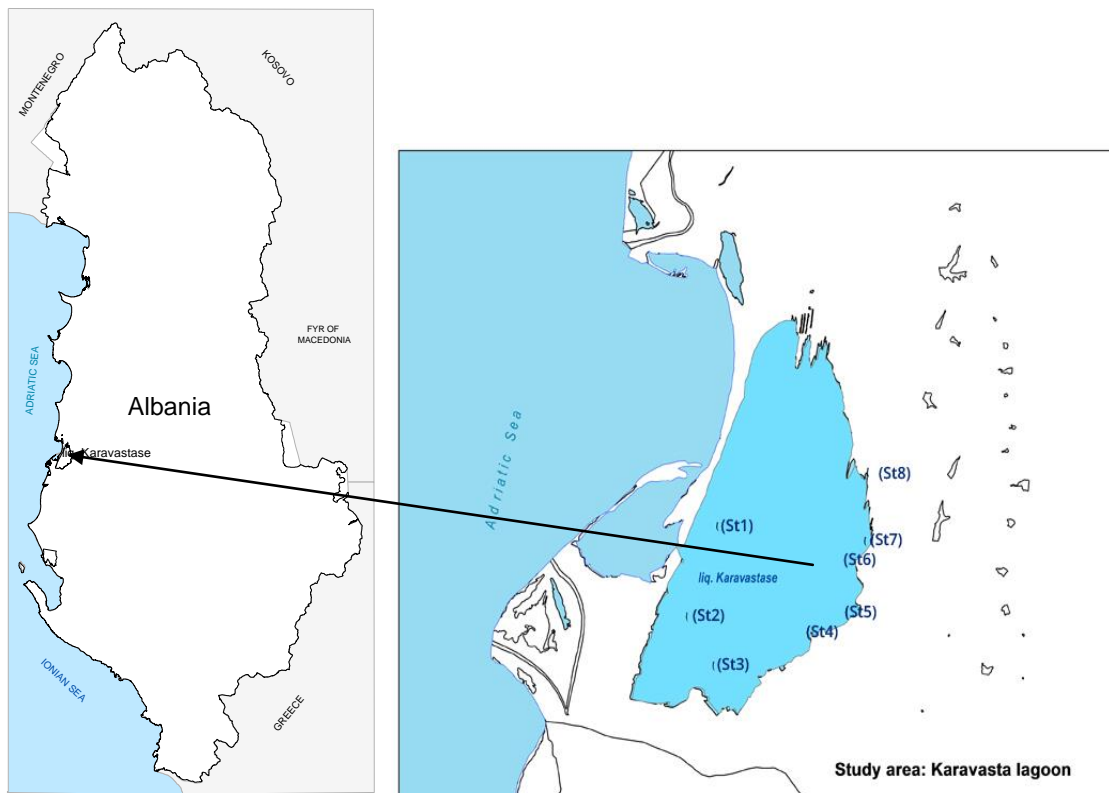 MONTENEGRO
KOSOVO
FYR OF
MACEDONIA
ADRIATIC SEA
Albania
liq. Karavastase
IONIAN SEA
GREECE
Adriatic Sea
(St8)
(St1)
(St7)
(St6)
liq. Karavastase
(St2)
(St5)
(St4)
(St3)
Study area: Karavasta lagoon